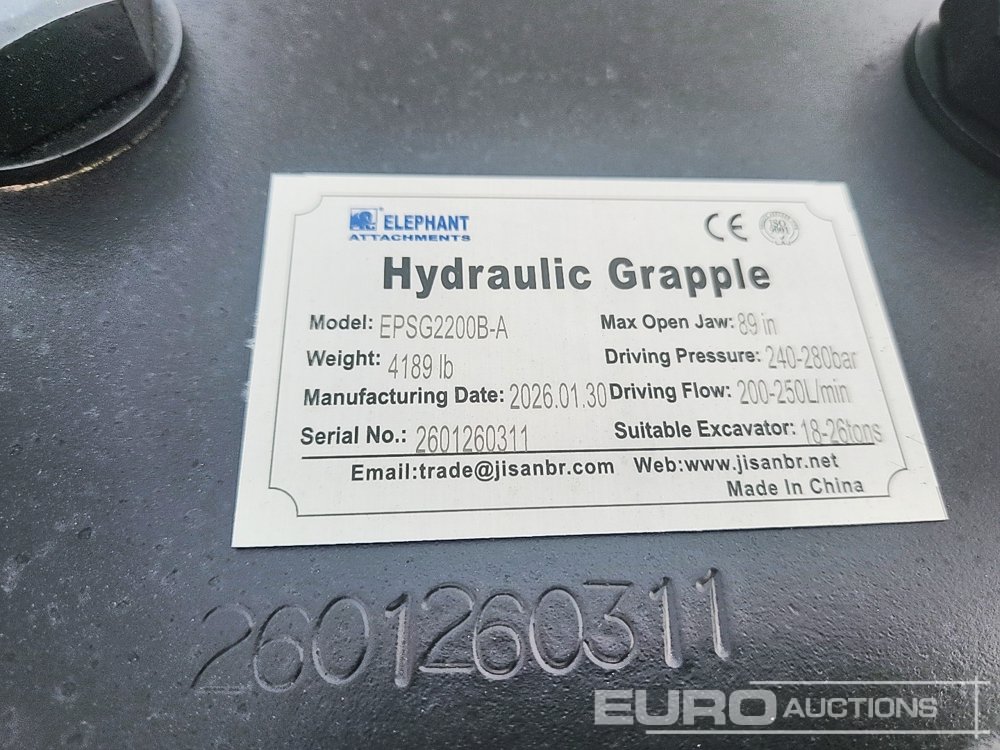 ELEPHANT
ATTACHMENTS
CE
ISO
9001
Hydraulic Grapple
Model: EPSG2200B-A
Max Open Jaw: 89 in
Weight: 4189 lb
Driving Pressure: 240-280bar
Manufacturing Date: 2026.01.30
Driving Flow: 200-250L/min
Serial No.: 2601260311
Suitable Excavator: 18-26tons
Email:trade@jisanbr.com Web:www.jisanbr.net
Made In China
2601260311
EURO AUCTIONS